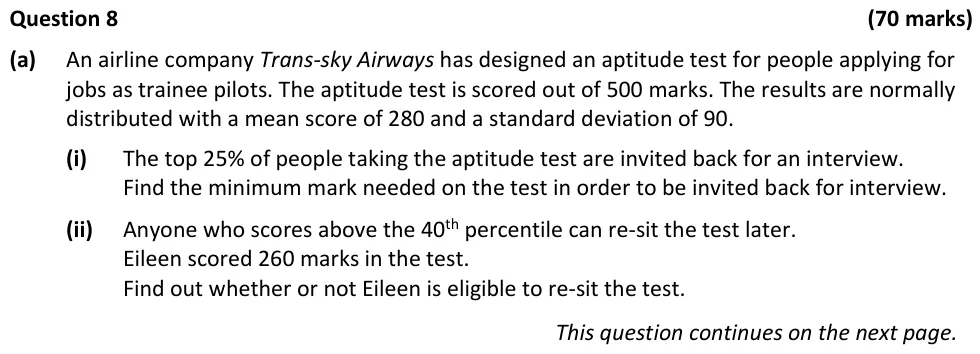 Question 8 (70 marks)
(a) An airline company Trans-sky Airways has designed an aptitude test for people applying for
jobs as trainee pilots. The aptitude test is scored out of 500 marks. The results are normally
distributed with a mean score of 280 and a standard deviation of 90.
(i) The top 25% of people taking the aptitude test are invited back for an interview.
Find the minimum mark needed on the test in order to be invited back for interview.
(ii) Anyone who scores above the 40th percentile can re-sit the test later.
Eileen scored 260 marks in the test.
Find out whether or not Eileen is eligible to re-sit the test.
This question continues on the next page.